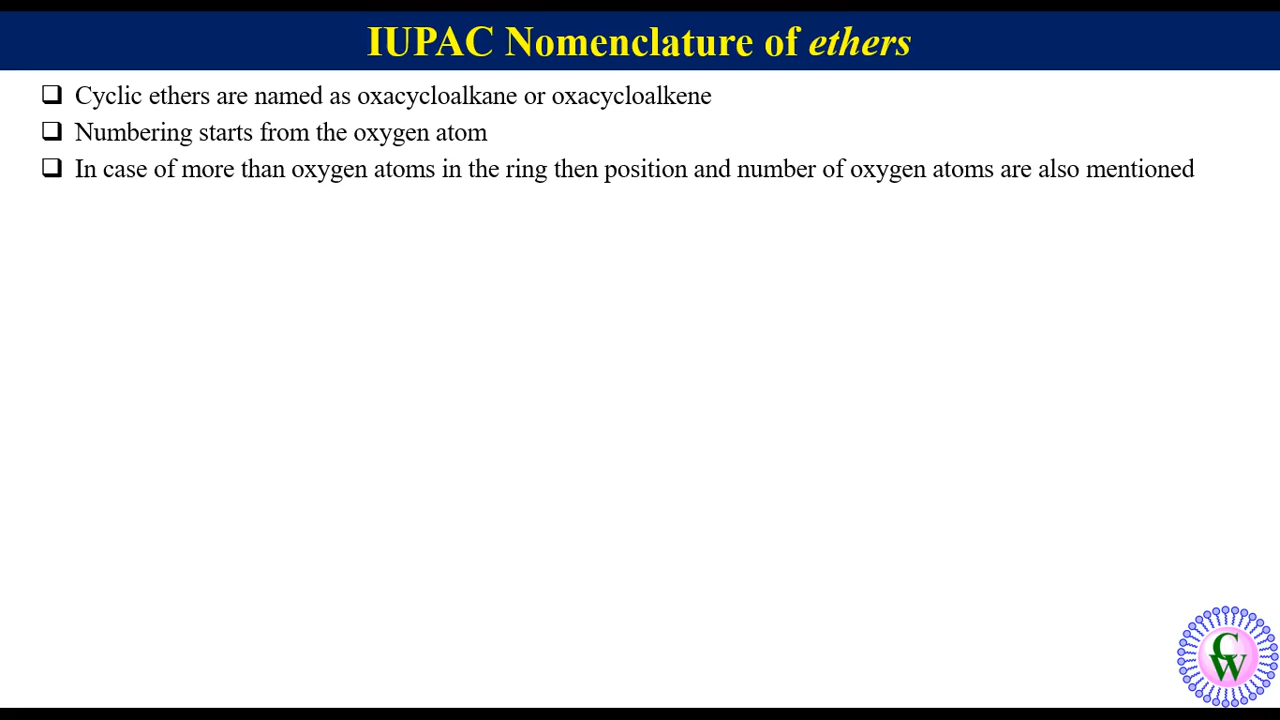 IUPAC Nomenclature of ethers
❑ Cyclic ethers are named as oxacycloalkane or oxacycloalkene
❑ Numbering starts from the oxygen atom
❑ In case of more than oxygen atoms in the ring then position and number of oxygen atoms are also mentioned
CW